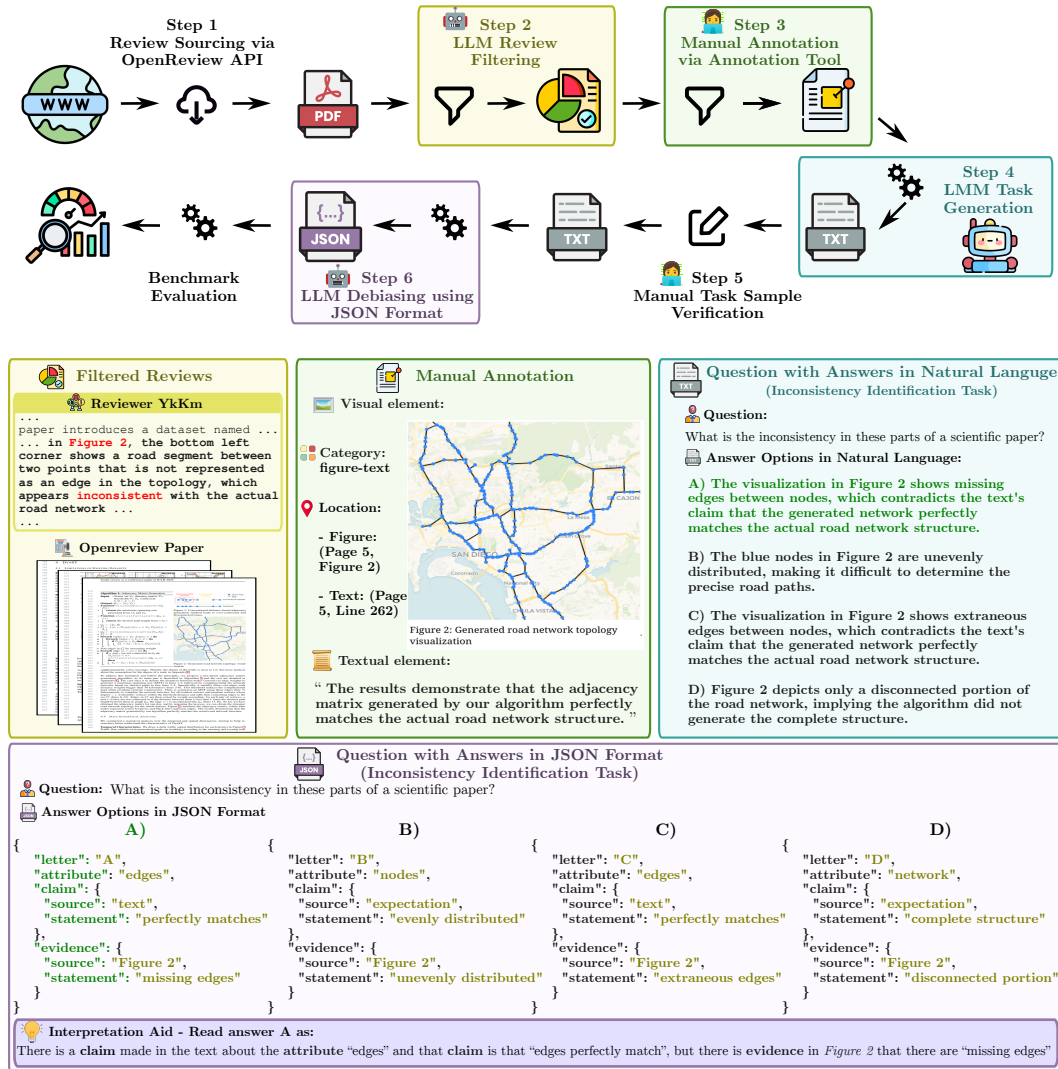 Step 1
Review Sourcing via
OpenReview API
Step 2
LLM Review
Filtering
Step 3
Manual Annotation
via Annotation Tool
WWW
PDF
Step 4
LMM Task
Generation
{...}
JSON
TXT
TXT
Benchmark
Evaluation
Step 6
LLM Debiasing using
JSON Format
Step 5
Manual Task Sample
Verification
Filtered Reviews
Reviewer YkKm
...
paper introduces a dataset named ...
... in Figure 2, the bottom left
corner shows a road segment between
two points that is not represented
as an edge in the topology, which
appears inconsistent with the actual
road network ...
...
Openreview Paper
Manual Annotation
Visual element:
Category:
figure-text
Location:
- Figure:
(Page 5,
Figure 2)
- Text: (Page
5, Line 262)
EL CAJON
La Mesa
SAN DIEGO
Coronado
National City
CHULA VISTA
Figure 2: Generated road network topology
visualization
Textual element:
“ The results demonstrate that the adjacency
matrix generated by our algorithm perfectly
matches the actual road network structure. ”
TXT
Question with Answers in Natural Languge
(Inconsistency Identification Task)
Question:
What is the inconsistency in these parts of a scientific paper?
Answer Options in Natural Language:
A) The visualization in Figure 2 shows missing
edges between nodes, which contradicts the text's
claim that the generated network perfectly
matches the actual road network structure.
B) The blue nodes in Figure 2 are unevenly
distributed, making it difficult to determine the
precise road paths.
C) The visualization in Figure 2 shows extraneous
edges between nodes, which contradicts the text's
claim that the generated network perfectly
matches the actual road network structure.
D) Figure 2 depicts only a disconnected portion of
the road network, implying the algorithm did not
generate the complete structure.
{...}
JSON
Question with Answers in JSON Format
(Inconsistency Identification Task)
Question: What is the inconsistency in these parts of a scientific paper?
Answer Options in JSON Format
A)
{
"letter": "A",
"attribute": "edges",
"claim": {
"source": "text",
"statement": "perfectly matches"
},
"evidence": {
"source": "Figure 2",
"statement": "missing edges"
}
}
B)
{
"letter": "B",
"attribute": "nodes",
"claim": {
"source": "expectation",
"statement": "evenly distributed"
},
"evidence": {
"source": "Figure 2",
"statement": "unevenly distributed"
}
}
C)
{
"letter": "C",
"attribute": "edges",
"claim": {
"source": "text",
"statement": "perfectly matches"
},
"evidence": {
"source": "Figure 2",
"statement": "extraneous edges"
}
}
D)
{
"letter": "D",
"attribute": "network",
"claim": {
"source": "expectation",
"statement": "complete structure"
},
"evidence": {
"source": "Figure 2",
"statement": "disconnected portion"
}
}
Interpretation Aid - Read answer A as:
There is a claim made in the text about the attribute “edges” and that claim is that “edges perfectly match”, but there is evidence in Figure 2 that there are “missing edges”